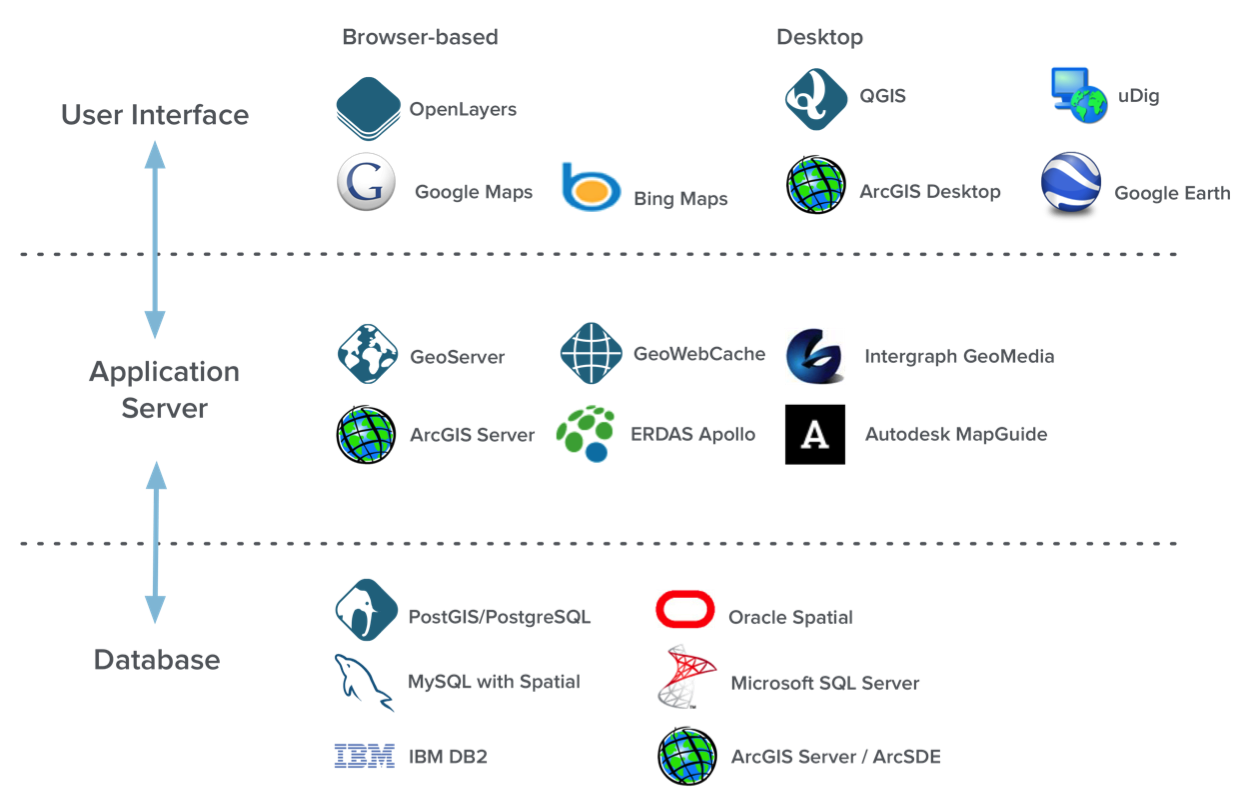 Browser-based
Desktop
User Interface
OpenLayers
QGIS
uDig
G
Google Maps
b
Bing Maps
ArcGIS Desktop
Google Earth
Application
Server
GeoServer
GeoWebCache
Intergraph GeoMedia
ArcGIS Server
ERDAS Apollo
A
Autodesk MapGuide
Database
PostGIS/PostgreSQL
Oracle Spatial
MySQL with Spatial
Microsoft SQL Server
IBM
IBM DB2
ArcGIS Server / ArcSDE